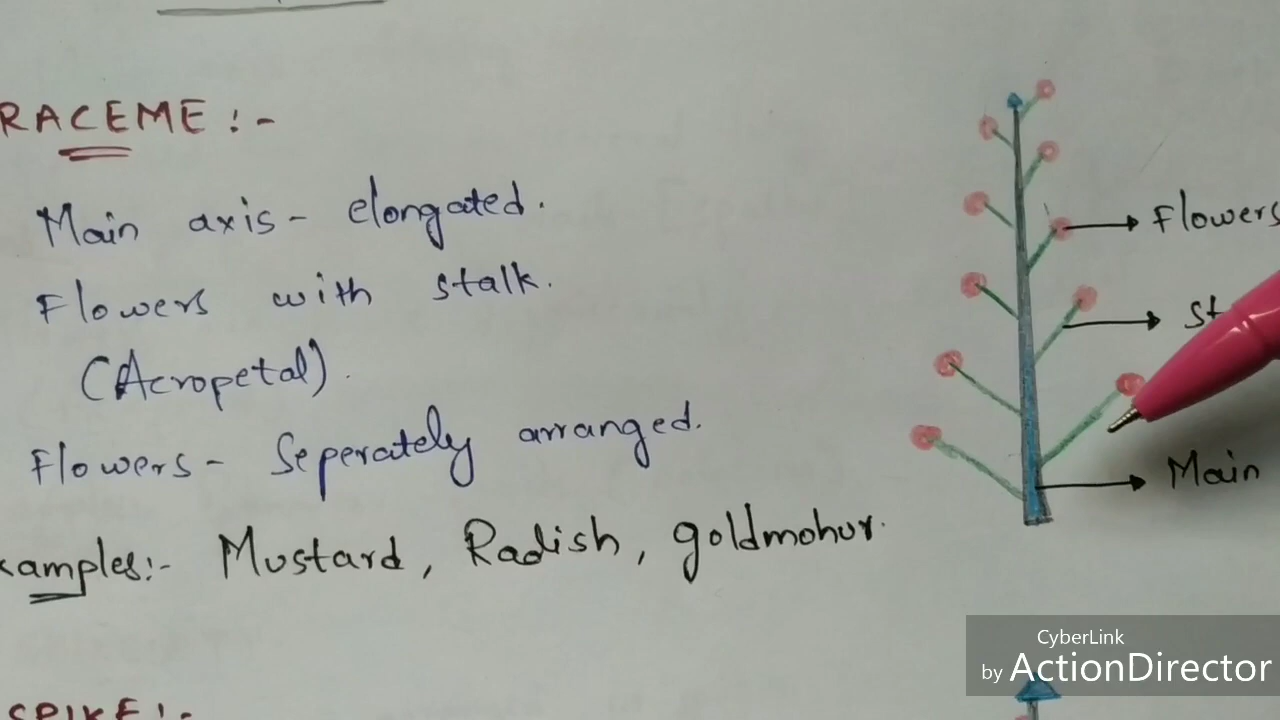 RACEME :-
Main axis - elongated.
Flowers with stalk.
(Acropetal).
Flowers - Seperately arranged.
xamples:- Mustard, Radish, goldmohur.
Flowers
St
Main
SPIKE :-
CyberLink
by ActionDirector